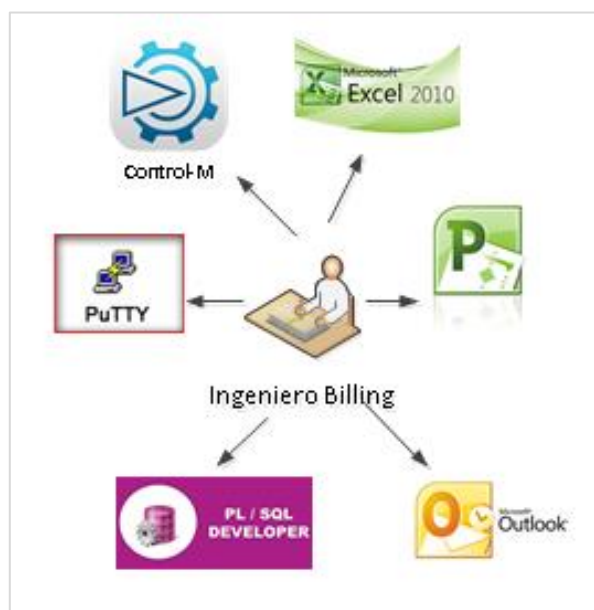 Microsoft
Excel 2010
Control-M
P
PuTTY
Ingeniero Billing
PL / SQL
DEVELOPER
Microsoft
Outlook